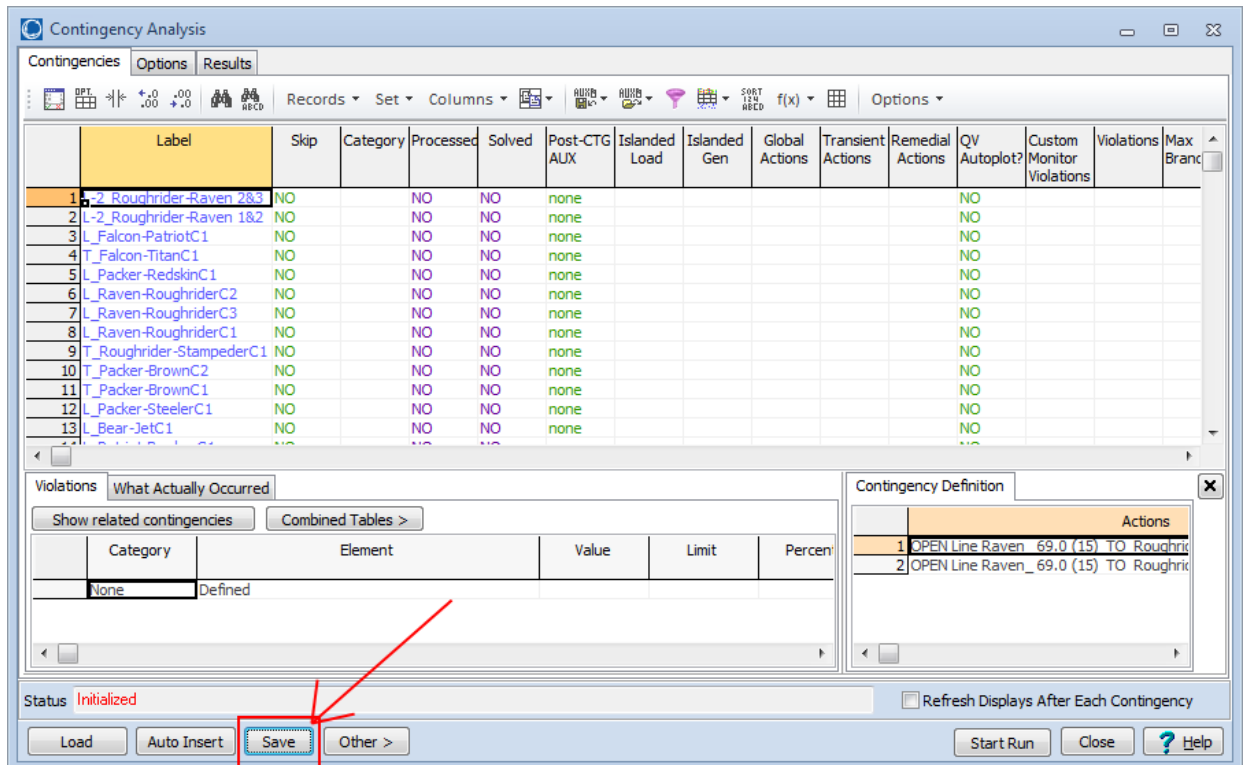 Contingency Analysis
Contingencies Options Results
Records Set Columns f(x) Options
Label Skip Category Processed Solved Post-CTG AUX Islanded Load Islanded Gen Global Actions Transient Actions Remedial Actions QV Autoplot? Custom Monitor Violations Violations Max Branc
1 L-2_Roughrider-Raven 2&3 NO NO NO none NO
2 L-2_Roughrider-Raven 1&2 NO NO NO none NO
3 L_Falcon-PatriotC1 NO NO NO none NO
4 T_Falcon-TitanC1 NO NO NO none NO
5 L_Packer-RedskinC1 NO NO NO none NO
6 L_Raven-RoughriderC2 NO NO NO none NO
7 L_Raven-RoughriderC3 NO NO NO none NO
8 L_Raven-RoughriderC1 NO NO NO none NO
9 T_Roughrider-StampederC1 NO NO NO none NO
10 T_Packer-BrownC2 NO NO NO none NO
11 T_Packer-BrownC1 NO NO NO none NO
12 L_Packer-SteelerC1 NO NO NO none NO
13 L_Bear-JetC1 NO NO NO none NO
Violations What Actually Occurred Contingency Definition
Show related contingencies Combined Tables >
Category Element Value Limit Percent Actions
1 OPEN Line Raven_ 69.0 (15) TO Roughric
2 OPEN Line Raven_ 69.0 (15) TO Roughric
None Defined
Status Initialized Refresh Displays After Each Contingency
Load Auto Insert Save Other > Start Run Close ? Help